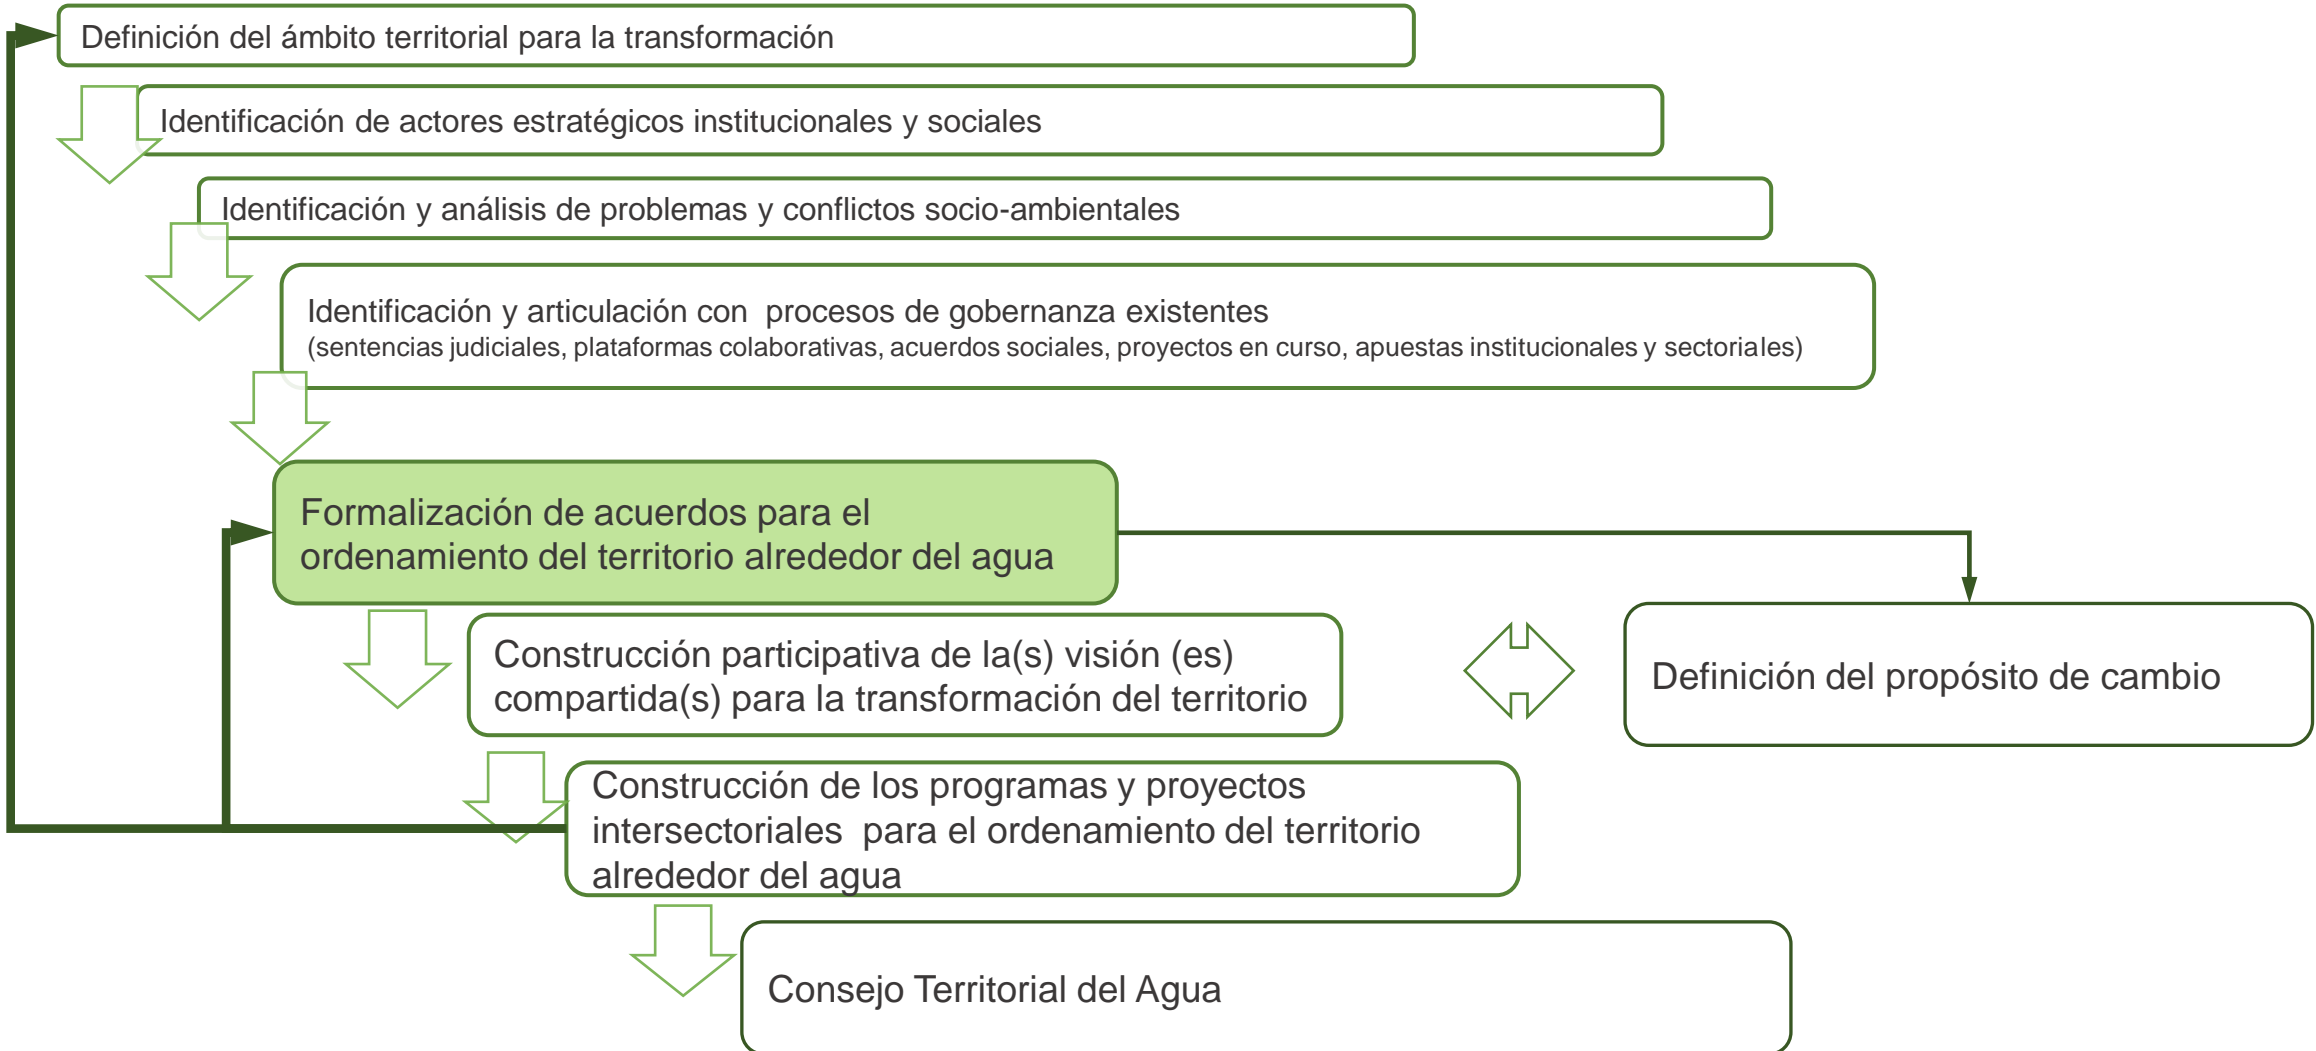 Definición del ámbito territorial para la transformación
Identificación de actores estratégicos institucionales y sociales
Identificación y análisis de problemas y conflictos socio-ambientales
Identificación y articulación con  procesos de gobernanza existentes
(sentencias judiciales, plataformas colaborativas, acuerdos sociales, proyectos en curso, apuestas institucionales y sectoriales)
Formalización de acuerdos para el
ordenamiento del territorio alrededor del agua
Construcción participativa de la(s) visión (es)
compartida(s) para la transformación del territorio
Definición del propósito de cambio
Construcción de los programas y proyectos
intersectoriales  para el ordenamiento del territorio
alrededor del agua
Consejo Territorial del Agua